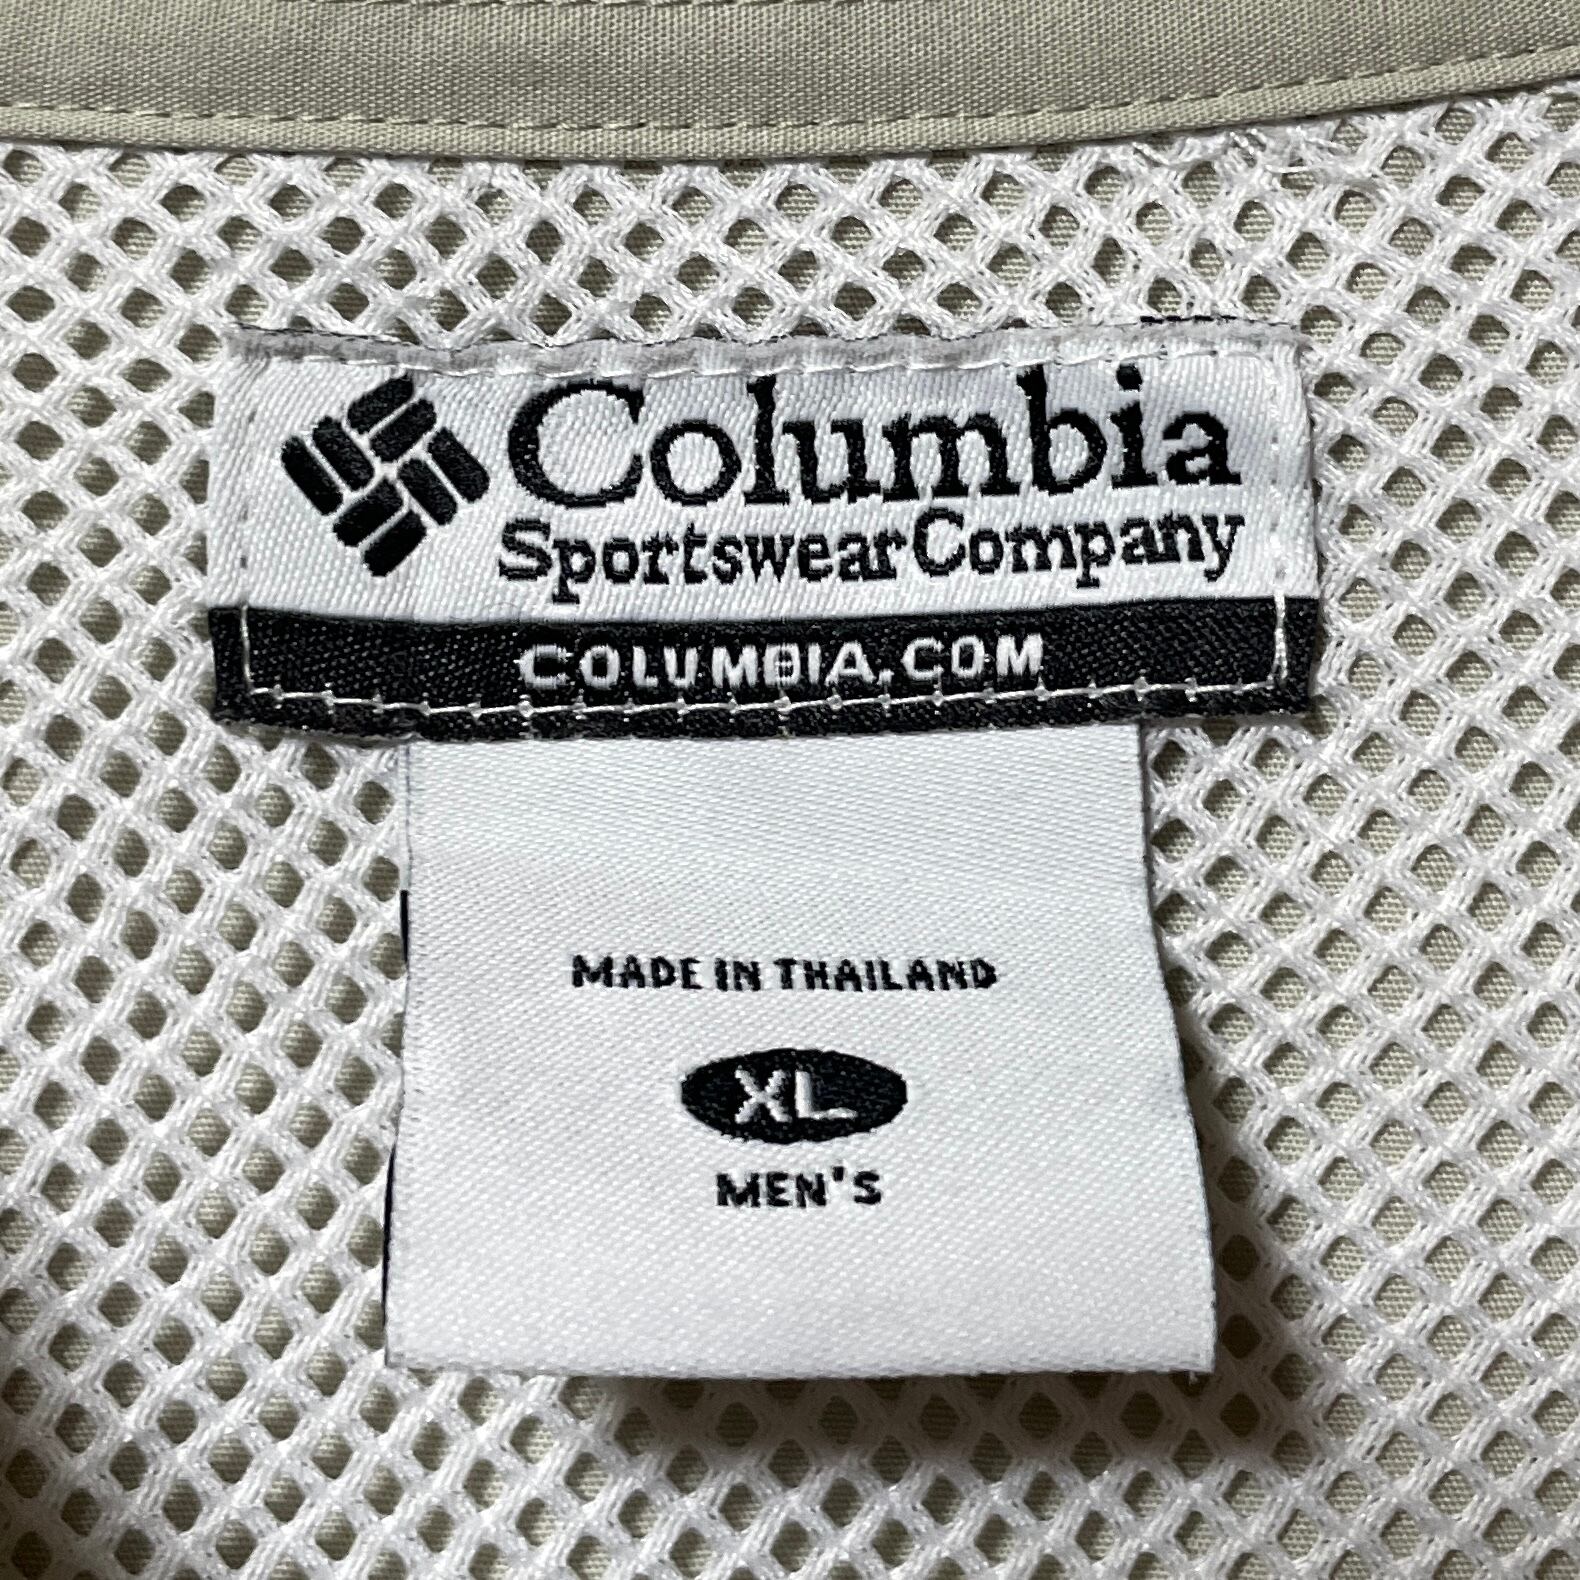 Columbia
Sportswear Company
COLUMBIA.COM
MADE IN THAILAND
XL
MEN'S